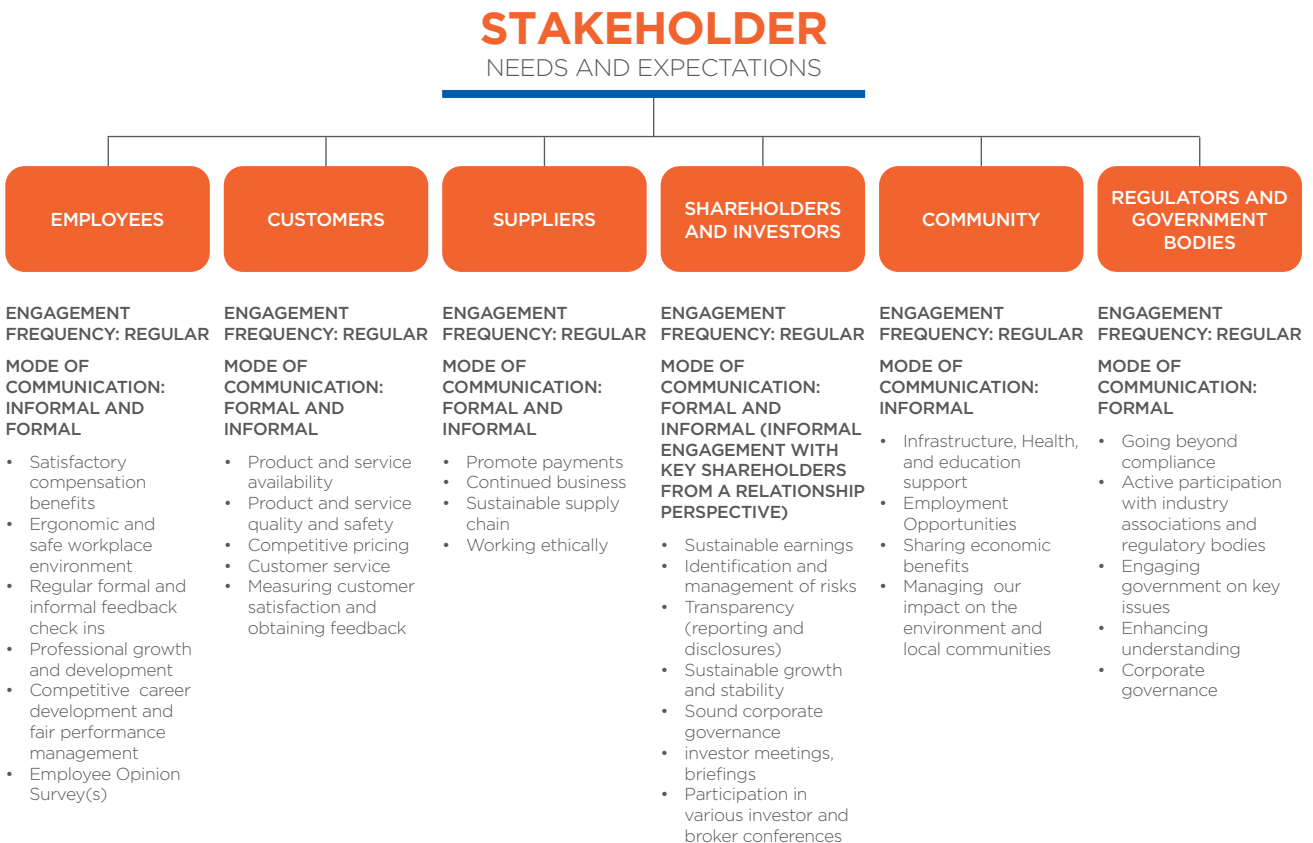 STAKEHOLDER
NEEDS AND EXPECTATIONS
EMPLOYEES
ENGAGEMENT
FREQUENCY: REGULAR
MODE OF
COMMUNICATION:
INFORMAL AND
FORMAL
• Satisfactory
compensation
benefits
• Ergonomic and
safe workplace
environment
• Regular formal and
informal feedback
check ins
• Professional growth
and development
• Competitive career
development and
fair performance
management
• Employee Opinion
Survey(s)
CUSTOMERS
ENGAGEMENT
FREQUENCY: REGULAR
MODE OF
COMMUNICATION:
FORMAL AND
INFORMAL
• Product and service
availability
• Product and service
quality and safety
• Competitive pricing
• Customer service
• Measuring customer
satisfaction and
obtaining feedback
SUPPLIERS
ENGAGEMENT
FREQUENCY: REGULAR
MODE OF
COMMUNICATION:
FORMAL AND
INFORMAL
• Promote payments
• Continued business
• Sustainable supply
chain
• Working ethically
SHAREHOLDERS
AND INVESTORS
ENGAGEMENT
FREQUENCY: REGULAR
MODE OF
COMMUNICATION:
FORMAL AND
INFORMAL (INFORMAL
ENGAGEMENT WITH
KEY SHAREHOLDERS
FROM A RELATIONSHIP
PERSPECTIVE)
• Sustainable earnings
• Identification and
management of risks
• Transparency
(reporting and
disclosures)
• Sustainable growth
and stability
• Sound corporate
governance
• investor meetings,
briefings
• Participation in
various investor and
broker conferences
COMMUNITY
ENGAGEMENT
FREQUENCY: REGULAR
MODE OF
COMMUNICATION:
INFORMAL
• Infrastructure, Health,
and education
support
• Employment
Opportunities
• Sharing economic
benefits
• Managing our
impact on the
environment and
local communities
REGULATORS AND
GOVERNMENT
BODIES
ENGAGEMENT
FREQUENCY: REGULAR
MODE OF
COMMUNICATION:
FORMAL
• Going beyond
compliance
• Active participation
with industry
associations and
regulatory bodies
• Engaging
government on key
issues
• Enhancing
understanding
• Corporate
governance